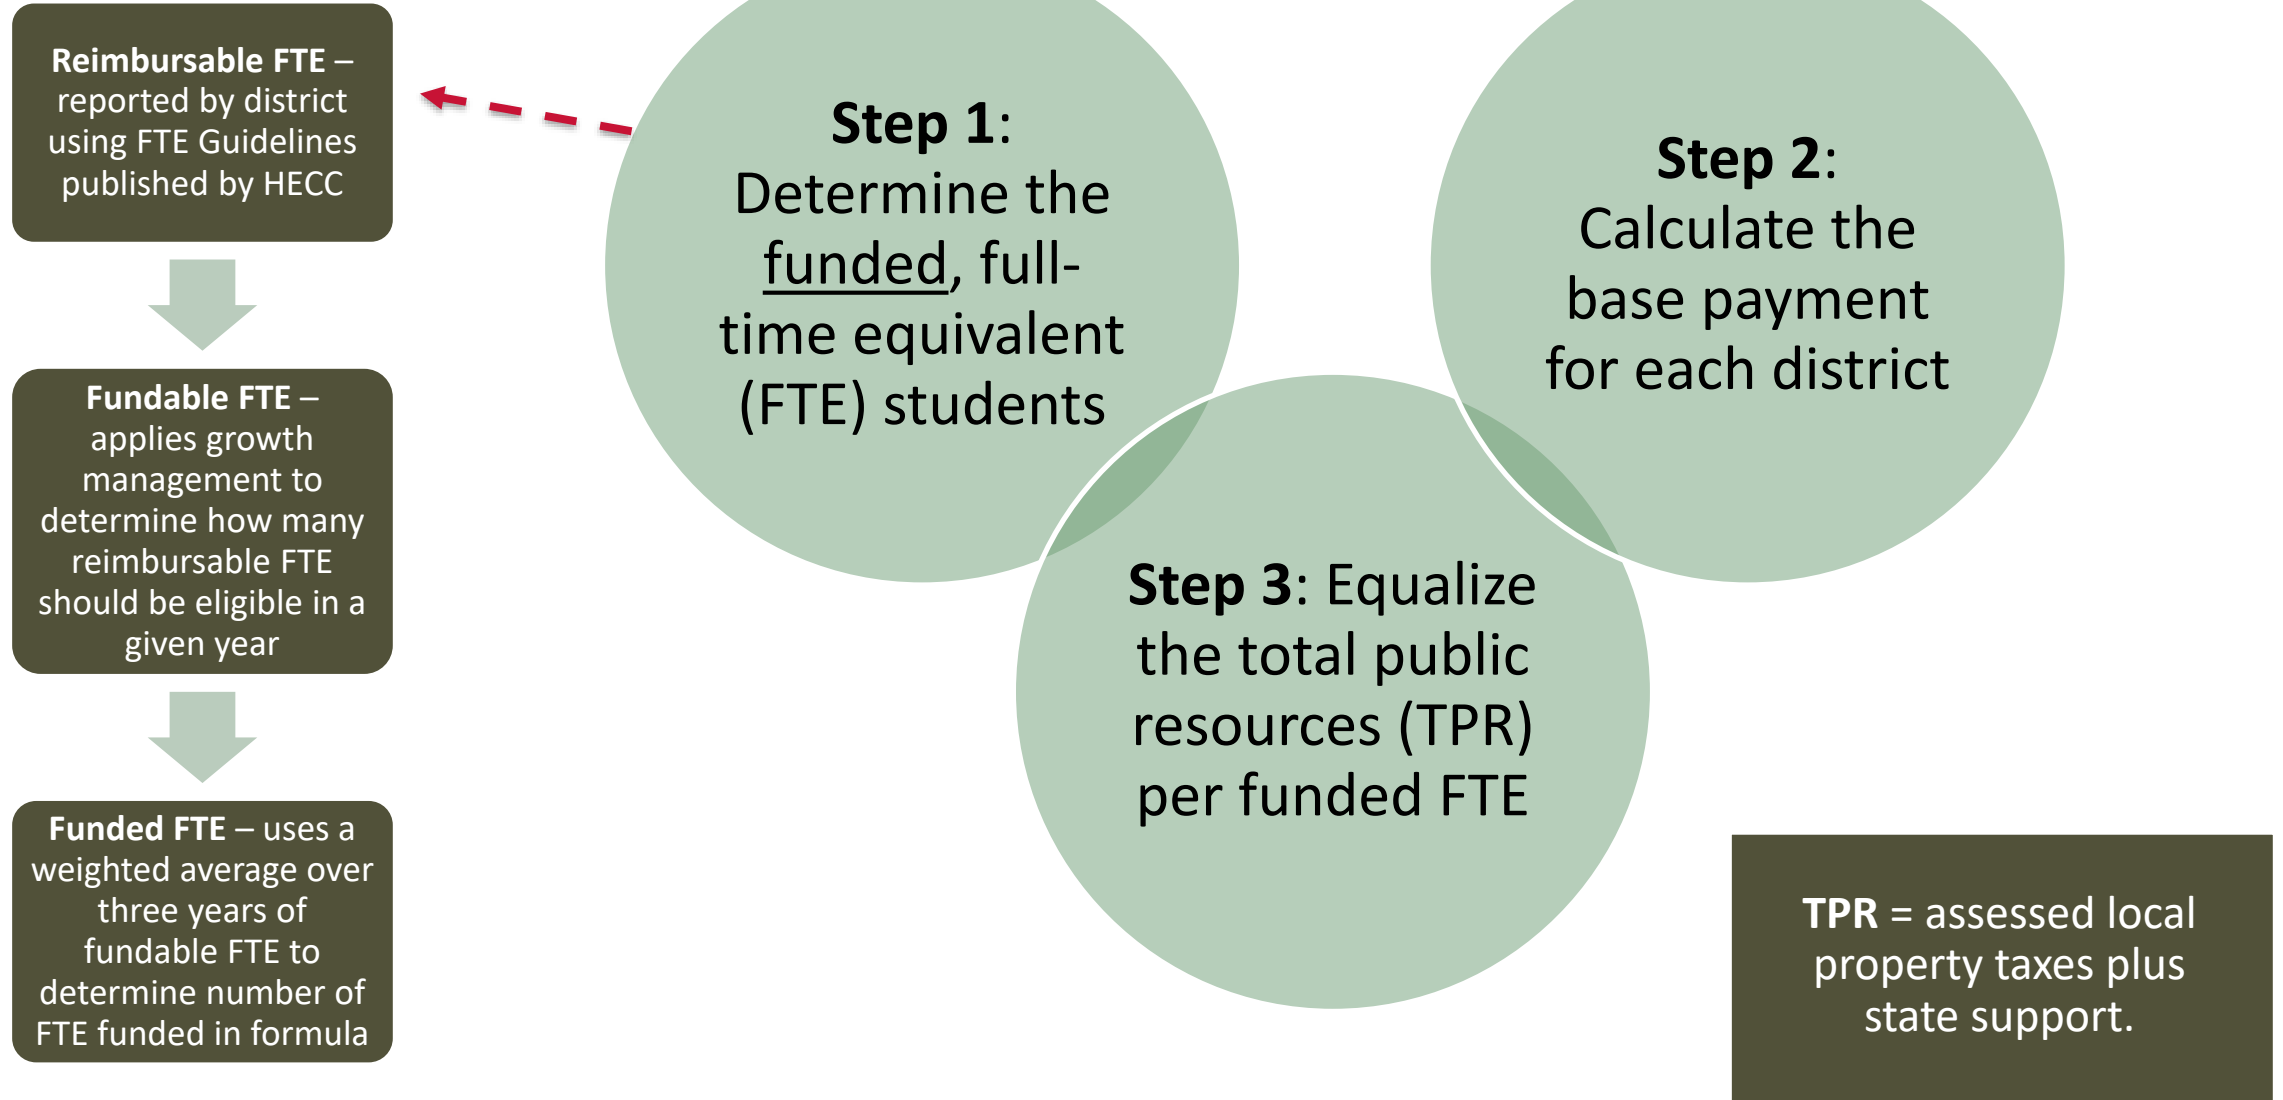 Reimbursable FTE –
reported by district
using FTE Guidelines
published by HECC
Fundable FTE –
applies growth
management to
determine how many
reimbursable FTE
should be eligible in a
given year
Funded FTE – uses a
weighted average over
three years of
fundable FTE to
determine number of
FTE funded in formula
Step 1:
Determine the
funded, full-
time equivalent
(FTE) students
Step 2:
Calculate the
base payment
for each district
Step 3: Equalize
the total public
resources (TPR)
per funded FTE
TPR = assessed local
property taxes plus
state support.